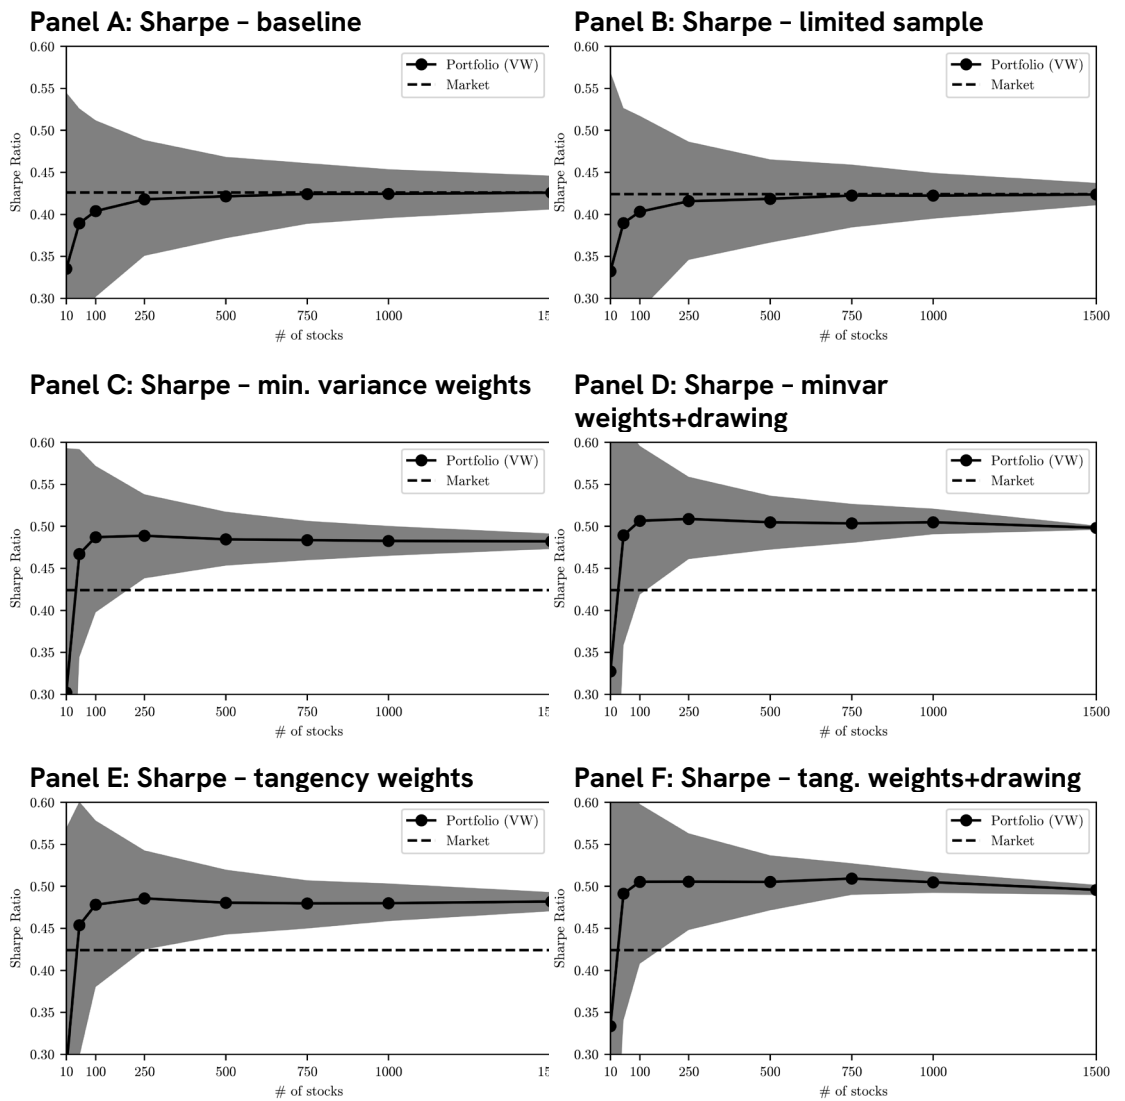 Panel A: Sharpe – baseline
0.60
0.55
0.50
0.45
0.40
0.35
0.30
Sharpe Ratio
Portfolio (VW)
Market
10 100 250 500 750 1000 15
# of stocks
Panel B: Sharpe – limited sample
0.60
0.55
0.50
0.45
0.40
0.35
0.30
Sharpe Ratio
Portfolio (VW)
Market
10 100 250 500 750 1000 1500
# of stocks
Panel C: Sharpe – min. variance weights
0.60
0.55
0.50
0.45
0.40
0.35
0.30
Sharpe Ratio
Portfolio (VW)
Market
10 100 250 500 750 1000 15
# of stocks
Panel D: Sharpe – minvar
weights+drawing
0.60
0.55
0.50
0.45
0.40
0.35
0.30
Sharpe Ratio
Portfolio (VW)
Market
10 100 250 500 750 1000 1500
# of stocks
Panel E: Sharpe – tangency weights
0.60
0.55
0.50
0.45
0.40
0.35
0.30
Sharpe Ratio
Portfolio (VW)
Market
10 100 250 500 750 1000 15
# of stocks
Panel F: Sharpe – tang. weights+drawing
0.60
0.55
0.50
0.45
0.40
0.35
0.30
Sharpe Ratio
Portfolio (VW)
Market
10 100 250 500 750 1000 1500
# of stocks